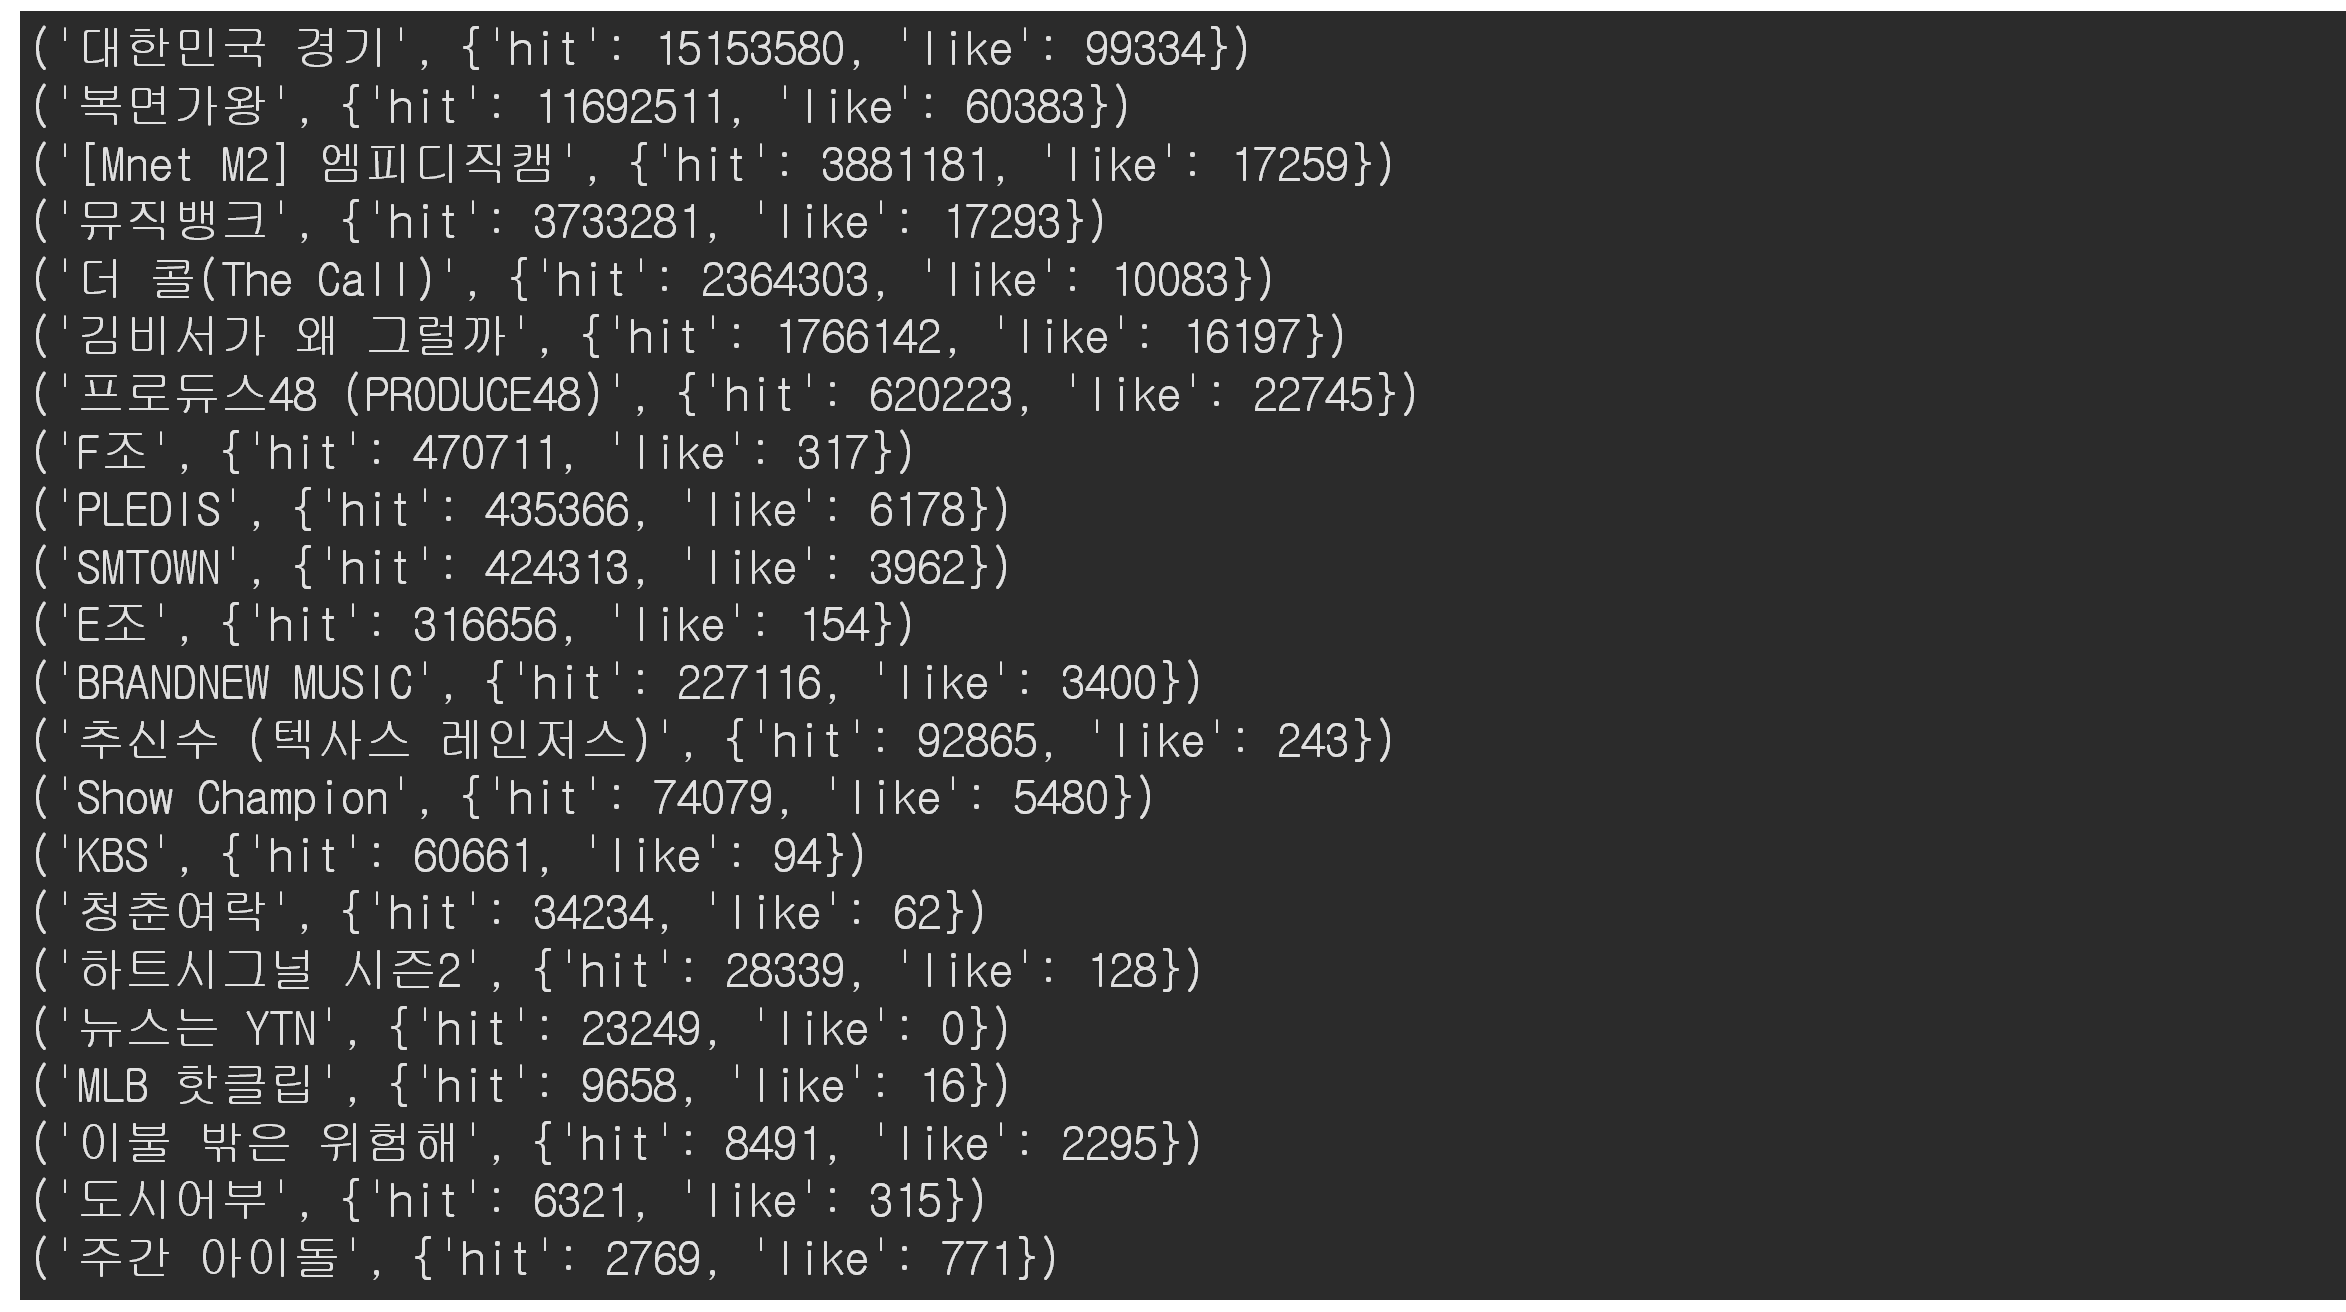 ('대한민국 경기', {'hit': 15153580, 'like': 99334})
('복면가왕', {'hit': 11692511, 'like': 60383})
('[Mnet M2] 엠피디직캠', {'hit': 3881181, 'like': 17259})
('뮤직뱅크', {'hit': 3733281, 'like': 17293})
('더 콜(The Call)', {'hit': 2364303, 'like': 10083})
('김비서가 왜 그럴까', {'hit': 1766142, 'like': 16197})
('프로듀스48 (PRODUCE48)', {'hit': 620223, 'like': 22745})
('F조', {'hit': 470711, 'like': 317})
('PLEDIS', {'hit': 435366, 'like': 6178})
('SMTOWN', {'hit': 424313, 'like': 3962})
('E조', {'hit': 316656, 'like': 154})
('BRANDNEW MUSIC', {'hit': 227116, 'like': 3400})
('추신수 (텍사스 레인저스)', {'hit': 92865, 'like': 243})
('Show Champion', {'hit': 74079, 'like': 5480})
('KBS', {'hit': 60661, 'like': 94})
('청춘여락', {'hit': 34234, 'like': 62})
('하트시그널 시즌2', {'hit': 28339, 'like': 128})
('뉴스는 YTN', {'hit': 23249, 'like': 0})
('MLB 핫클립', {'hit': 9658, 'like': 16})
('이불 밖은 위험해', {'hit': 8491, 'like': 2295})
('도시어부', {'hit': 6321, 'like': 315})
('주간 아이돌', {'hit': 2769, 'like': 771})